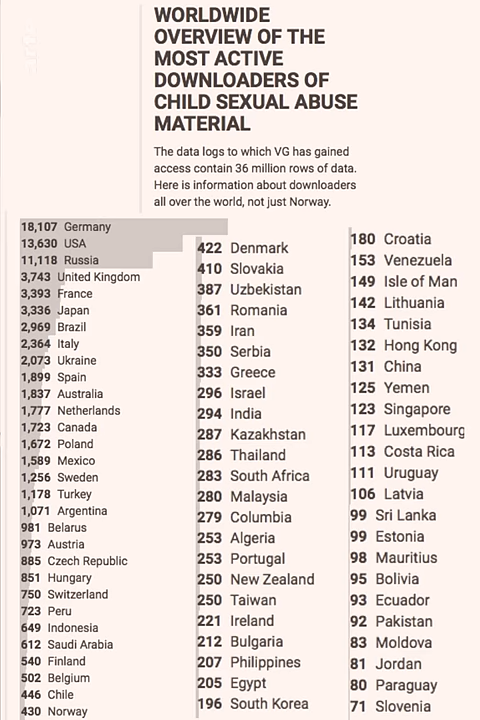 WORLDWIDE
OVERVIEW OF THE
MOST ACTIVE
DOWNLOADERS OF
CHILD SEXUAL ABUSE
MATERIAL
The data logs to which VG has gained
access contain 36 million rows of data.
Here is information about downloaders
all over the world, not just Norway.
18,107 Germany
13,630 USA
11,118 Russia
3,743 United Kingdom
3,393 France
3,336 Japan
2,969 Brazil
2,364 Italy
2,073 Ukraine
1,899 Spain
1,837 Australia
1,777 Netherlands
1,723 Canada
1,672 Poland
1,589 Mexico
1,256 Sweden
1,178 Turkey
1,071 Argentina
981 Belarus
973 Austria
885 Czech Republic
851 Hungary
750 Switzerland
723 Peru
649 Indonesia
612 Saudi Arabia
540 Finland
502 Belgium
446 Chile
430 Norway
422 Denmark
410 Slovakia
387 Uzbekistan
361 Romania
359 Iran
350 Serbia
333 Greece
296 Israel
294 India
287 Kazakhstan
286 Thailand
283 South Africa
280 Malaysia
279 Columbia
253 Algeria
253 Portugal
250 New Zealand
250 Taiwan
221 Ireland
212 Bulgaria
207 Philippines
205 Egypt
196 South Korea
180 Croatia
153 Venezuela
149 Isle of Man
142 Lithuania
134 Tunisia
132 Hong Kong
131 China
125 Yemen
123 Singapore
117 Luxembourg
113 Costa Rica
111 Uruguay
106 Latvia
99 Sri Lanka
99 Estonia
98 Mauritius
95 Bolivia
93 Ecuador
92 Pakistan
83 Moldova
81 Jordan
80 Paraguay
71 Slovenia